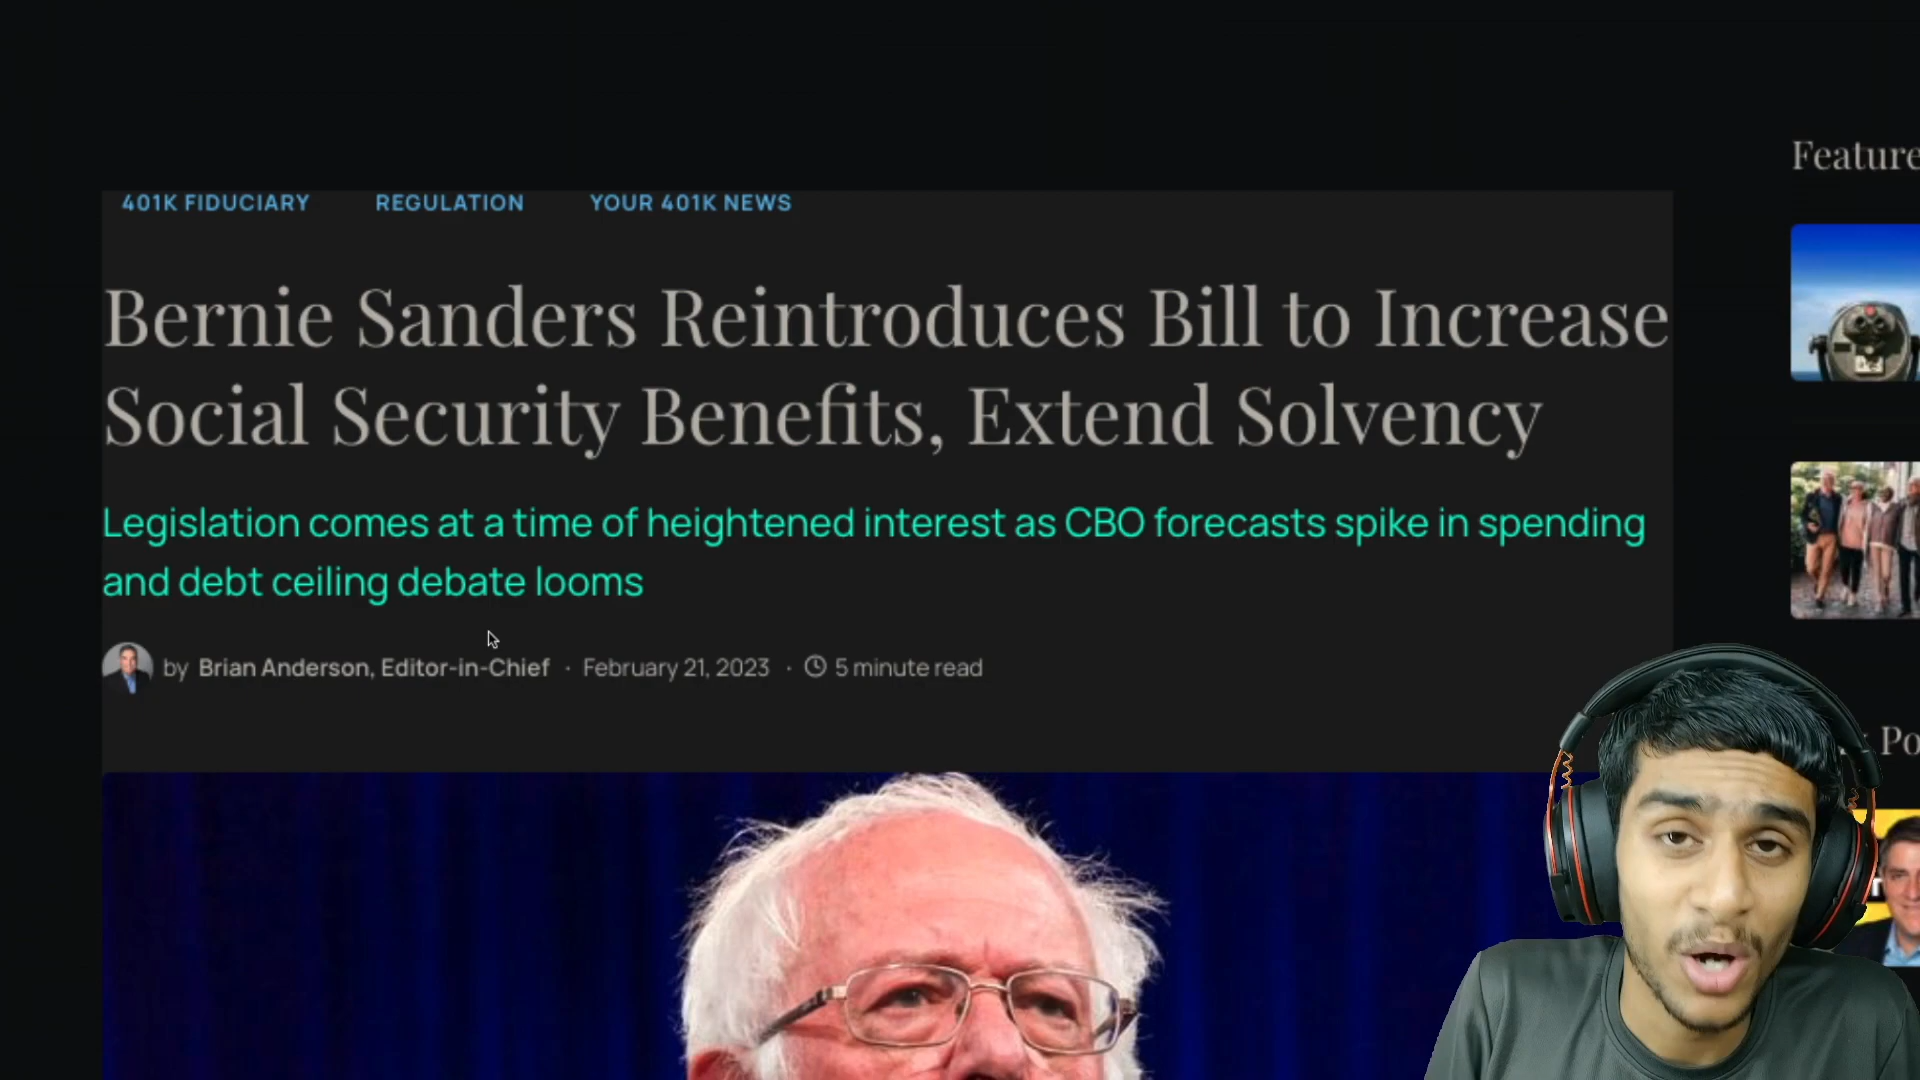 401K FIDUCIARY REGULATION YOUR 401K NEWS
Bernie Sanders Reintroduces Bill to Increase
Social Security Benefits, Extend Solvency
Legislation comes at a time of heightened interest as CBO forecasts spike in spending
and debt ceiling debate looms
by Brian Anderson, Editor-in-Chief · February 21, 2023 · 5 minute read